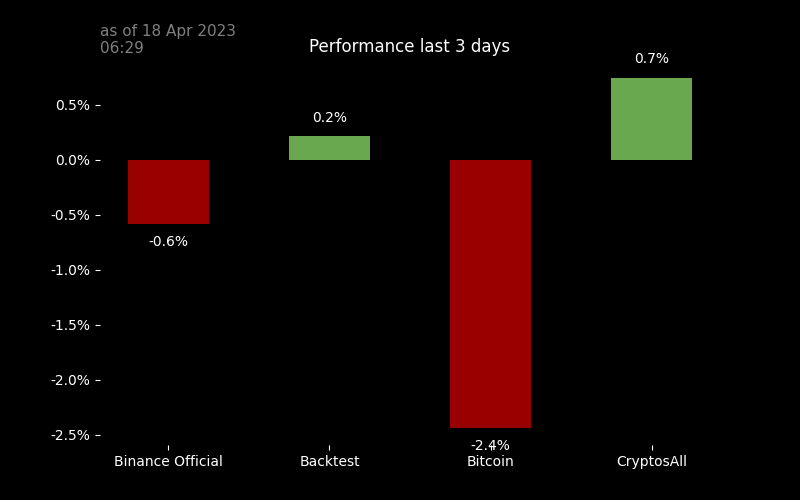 as of 18 Apr 2023
06:29
Performance last 3 days
0.7%
0.5%
0.2%
0.0%
-0.5%
-0.6%
-1.0%
-1.5%
-2.0%
-2.5%
-2.4%
Binance Official
Backtest
Bitcoin
CryptosAll